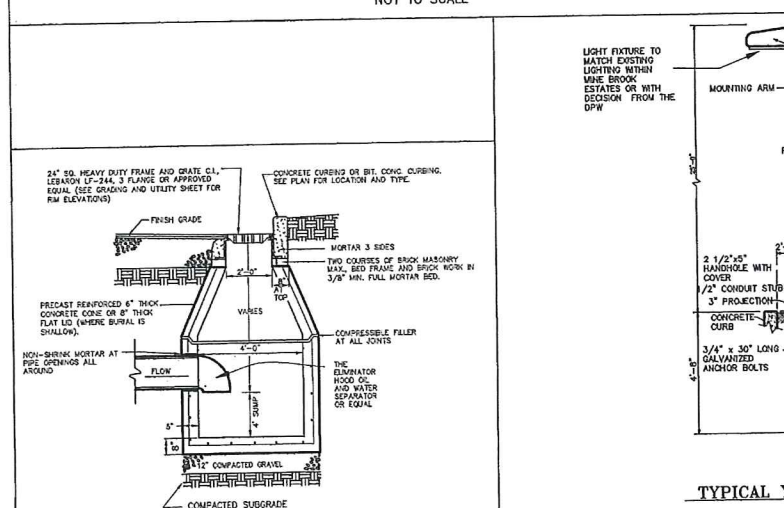 NOT TO SCALE
24" SQ. HEAVY DUTY FRAME AND GRATE C.I.,
LEBARON LF-244, 3 FLANGE OR APPROVED
EQUAL (SEE GRADING AND UTILITY SHEET FOR
RIM ELEVATIONS)
CONCRETE CURBING OR BIT. CONC. CURBING.
SEE PLAN FOR LOCATION AND TYPE.
FINISH GRADE
MORTAR 3 SIDES
TWO COURSES OF BRICK MASONRY
MAX., BED FRAME AND BRICK WORK IN
3/8" MIN. FULL MORTAR BED.
2'-0"
8"
AT
TOP
PRECAST REINFORCED 6" THICK
CONCRETE CONE OR 8" THICK
FLAT LID (WHERE BURIAL IS
SHALLOW).
VARIES
COMPRESSIBLE FILLER
AT ALL JOINTS
4'-0"
NON-SHRINK MORTAR AT
PIPE OPENINGS ALL
AROUND
FLOW
THE
ELIMINATOR
HOOD OIL
AND WATER
SEPARATOR
OR EQUAL
4' SUMP
5"
8"
12" COMPACTED GRAVEL
COMPACTED SUBGRADE
LIGHT FIXTURE TO
MATCH EXISTING
LIGHTING WITHIN
MINE BROOK
ESTATES OR WITH
DECISION FROM THE
DPW
MOUNTING ARM
2 1/2"x5"
HANDHOLE WITH
COVER
1/2" CONDUIT STUB
3" PROJECTION
CONCRETE
CURB
3/4" x 30" LONG
GALVANIZED
ANCHOR BOLTS
4'-8"
TYPICAL